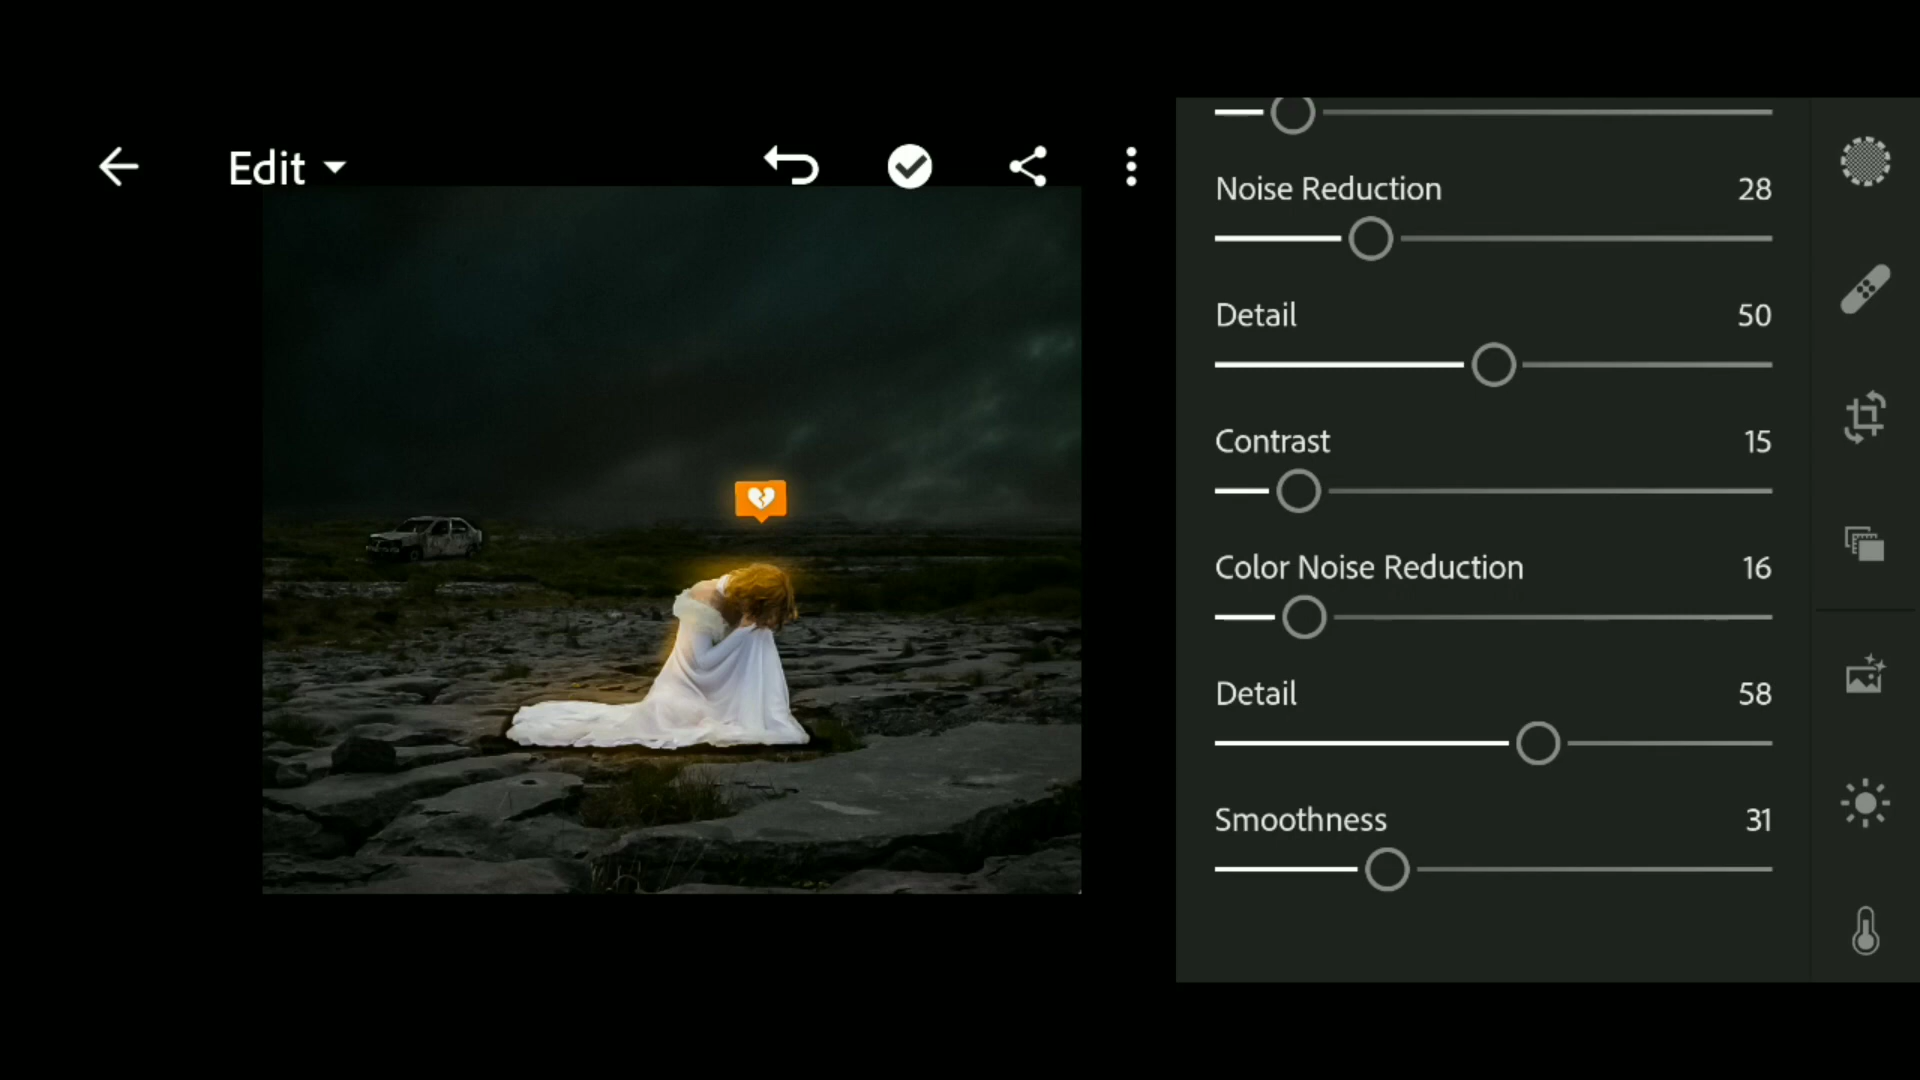 Edit
Noise Reduction 28
Detail 50
Contrast 15
Color Noise Reduction 16
Detail 58
Smoothness 31